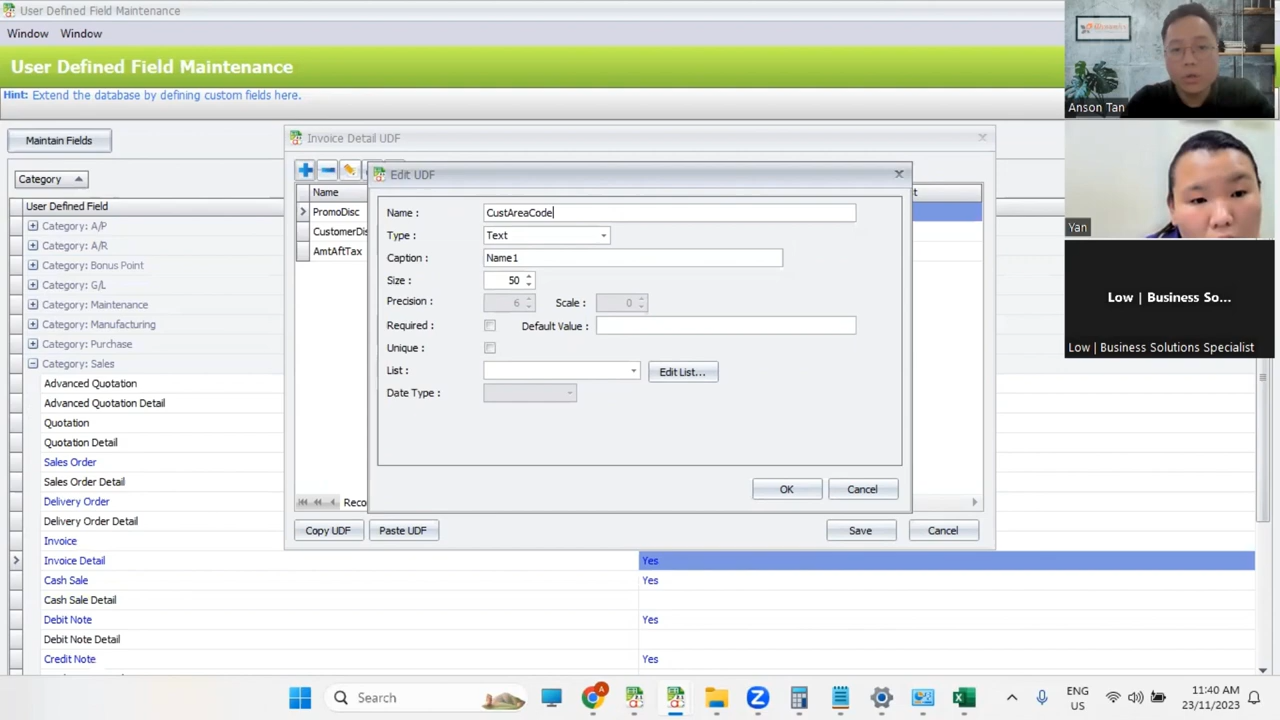 User Defined Field Maintenance
Window Window
User Defined Field Maintenance
Hint: Extend the database by defining custom fields here.
Maintain Fields
Category
User Defined Field
Category: A/P
Category: A/R
Category: Bonus Point
Category: G/L
Category: Maintenance
Category: Manufacturing
Category: Purchase
Category: Sales
Advanced Quotation
Advanced Quotation Detail
Quotation
Quotation Detail
Sales Order
Sales Order Detail
Delivery Order
Delivery Order Detail
Invoice
Invoice Detail Yes
Cash Sale Yes
Cash Sale Detail
Debit Note Yes
Debit Note Detail
Credit Note Yes
Invoice Detail UDF
Name
PromoDisc
CustomerDis
AmtAftTax
Reco
Copy UDF Paste UDF Save Cancel
Edit UDF
Name : CustAreaCode
Type : Text
Caption : Name1
Size : 50
Precision : 6 Scale : 0
Required : Default Value :
Unique :
List : Edit List...
Date Type :
OK Cancel
Anson Tan
Yan
Low | Business So...
Low | Business Solutions Specialist
Search
ENG
US
11:40 AM
23/11/2023